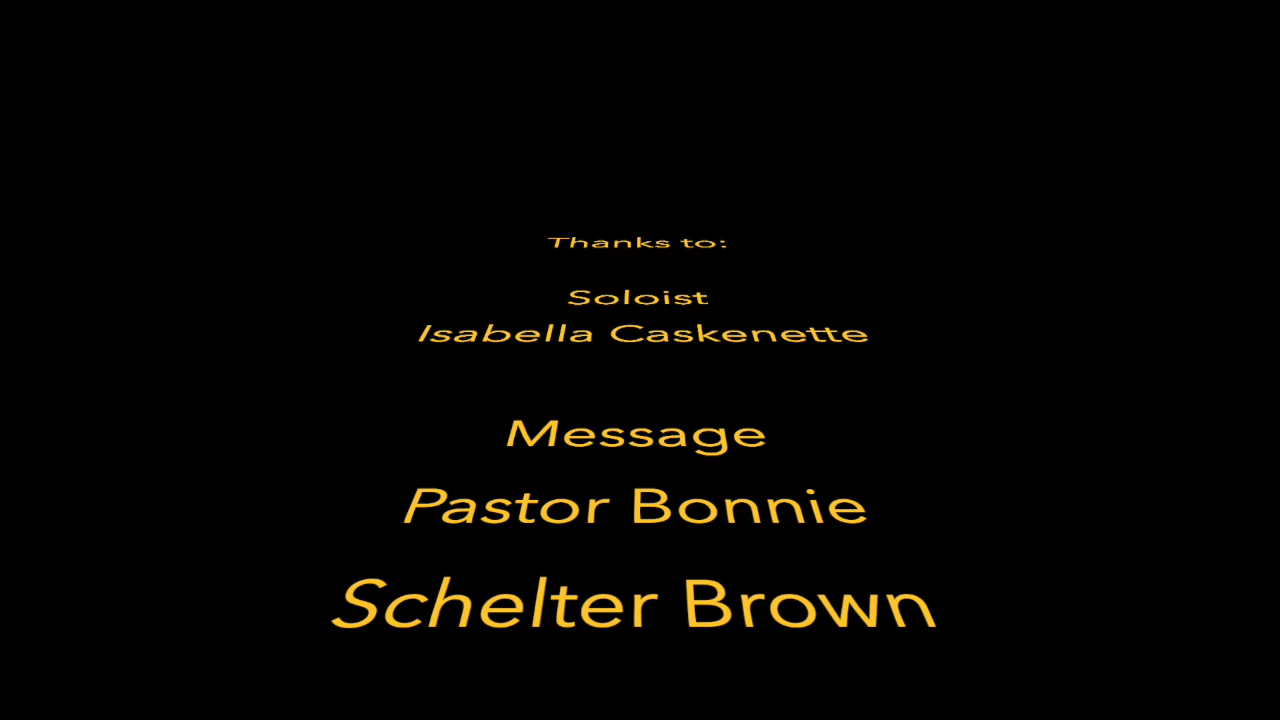 Thanks to:
Soloist
Isabella Caskenette
Message
Pastor Bonnie
Schelter Brown